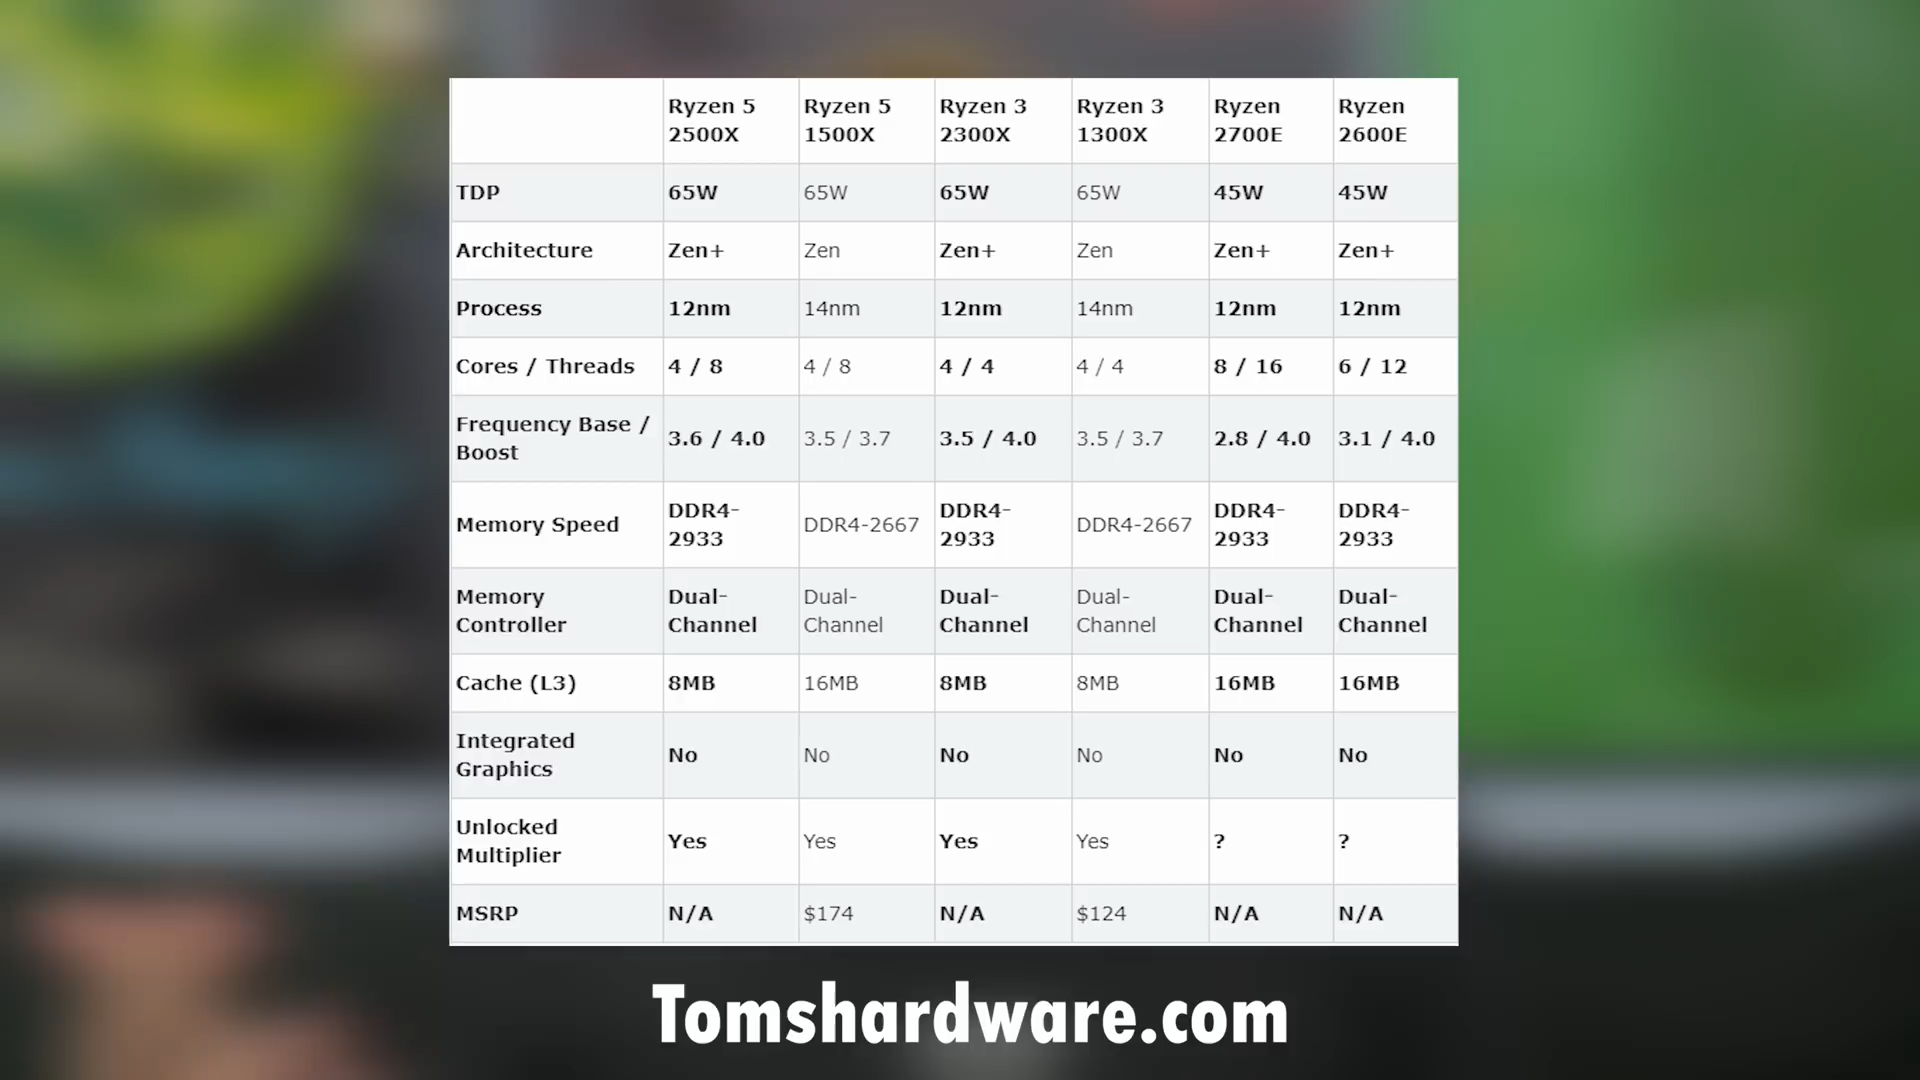 Ryzen 5 2500X Ryzen 5 1500X Ryzen 3 2300X Ryzen 3 1300X Ryzen 2700E Ryzen 2600E
TDP 65W 65W 65W 65W 45W 45W
Architecture Zen+ Zen Zen+ Zen Zen+ Zen+
Process 12nm 14nm 12nm 14nm 12nm 12nm
Cores / Threads 4 / 8 4 / 8 4 / 4 4 / 4 8 / 16 6 / 12
Frequency Base / Boost 3.6 / 4.0 3.5 / 3.7 3.5 / 4.0 3.5 / 3.7 2.8 / 4.0 3.1 / 4.0
Memory Speed DDR4-2933 DDR4-2667 DDR4-2933 DDR4-2667 DDR4-2933 DDR4-2933
Memory Controller Dual-Channel Dual-Channel Dual-Channel Dual-Channel Dual-Channel Dual-Channel
Cache (L3) 8MB 16MB 8MB 8MB 16MB 16MB
Integrated Graphics No No No No No No
Unlocked Multiplier Yes Yes Yes Yes ? ?
MSRP N/A $174 N/A $124 N/A N/A
Tomshardware.com